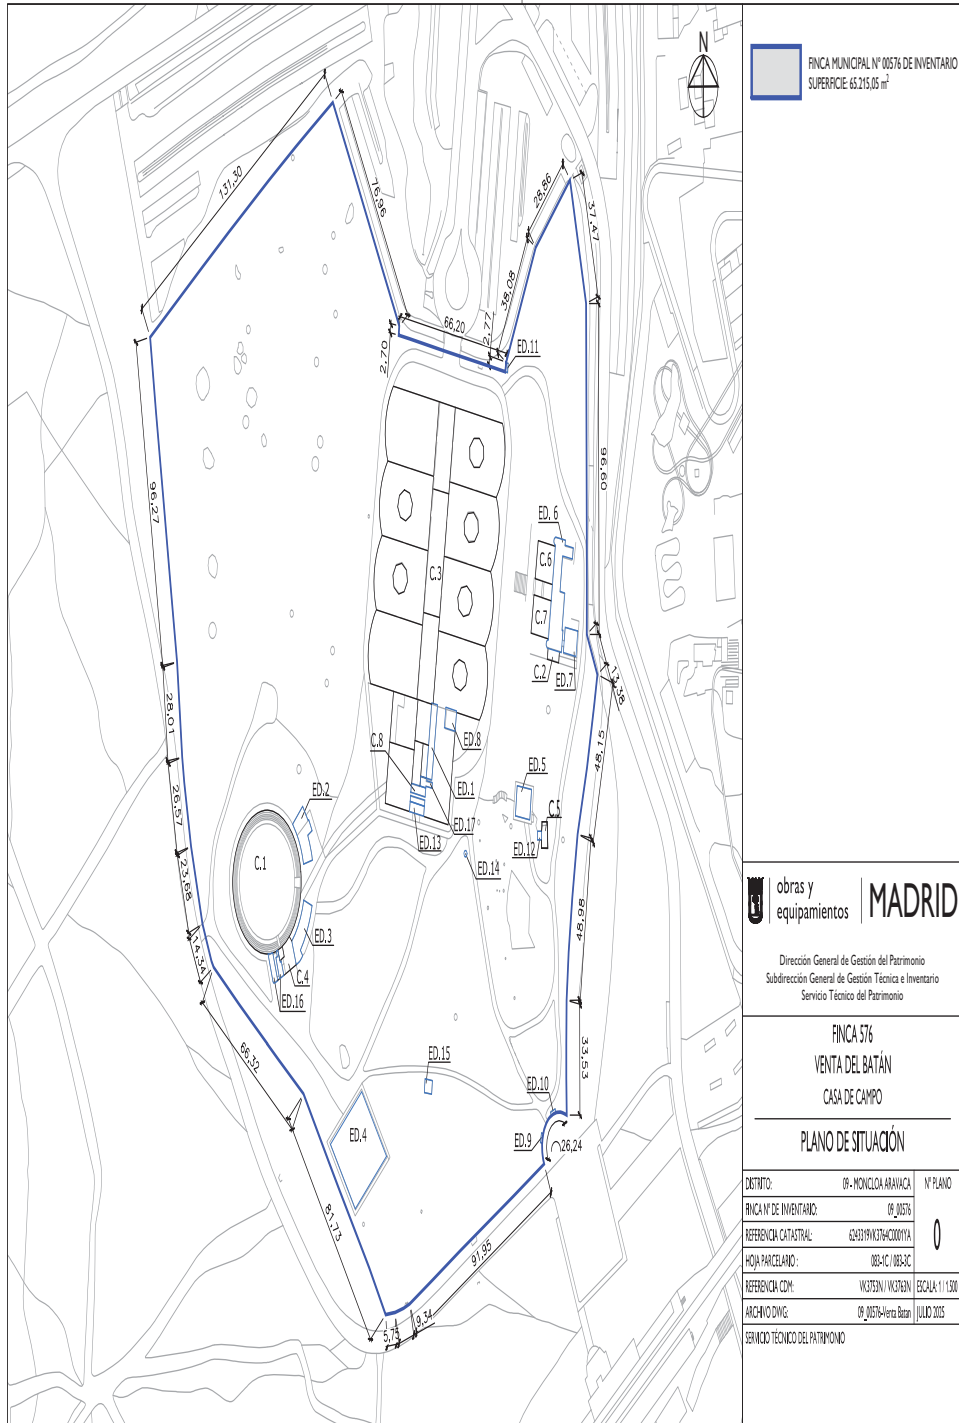 N
FINCA MUNICIPAL Nº 00576 DE INVENTARIO
SUPERFICIE: 65.215,05 m²
131,30
76,96
28,86
37,47
38,08
66,20
2,77
2,70
ED.11
96,27
96,60
ED. 6
C.6
C.3
C.7
C.2
ED.7
13,38
28,01
C.8
ED.8
48,15
ED.1
ED.5
26,57
ED.2
C.5
ED.17
ED.13
ED.12
C.1
ED.14
23,68
48,98
ED.3
14,34
C.4
ED.16
66,32
33,53
ED.15
ED.10
ED.4
ED.9
26,24
81,73
91,95
9,34
5,75
obras y
equipamientos
MADRID
Dirección General de Gestión del Patrimonio
Subdirección General de Gestión Técnica e Inventario
Servicio Técnico del Patrimonio
FINCA 576
VENTA DEL BATÁN
CASA DE CAMPO
PLANO DE SITUACIÓN
DISTRITO: 09 - MONCLOA ARAVACA Nº PLANO
FINCA Nº DE INVENTARIO: 09_00576
REFERENCIA CATASTRAL: 6243319VK3764C0001YA
0
HOJA PARCELARIO : 083-1C / 083-3C
REFERENCIA CDM: VK3753N / VK3763N ESCALA: 1 / 1.500
ARCHIVO DWG: 09_00576-Venta Batan JULIO 2025
SERVICIO TÉCNICO DEL PATRIMONIO